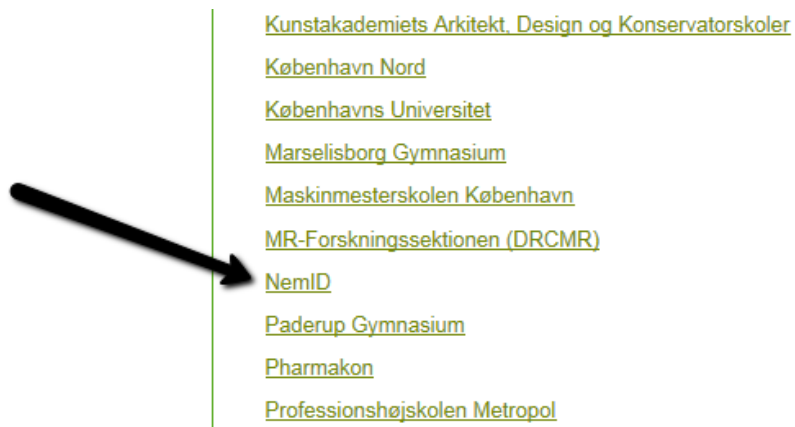 Kunstakademiets Arkitekt, Design og Konservatorskoler
København Nord
Københavns Universitet
Marselisborg Gymnasium
Maskinmesterskolen København
MR-Forskningssektionen (DRCMR)
NemID
Paderup Gymnasium
Pharmakon
Professionshøjskolen Metropol